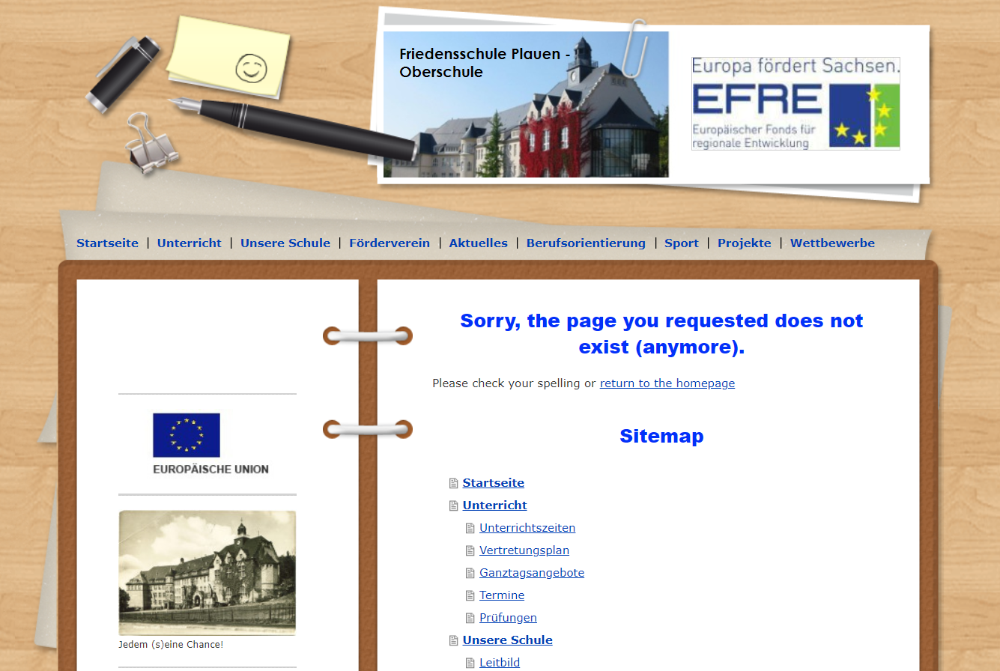 Friedensschule Plauen -
Oberschule
Europa fördert Sachsen.
EFRE
Europäischer Fonds für
regionale Entwicklung
Startseite | Unterricht | Unsere Schule | Förderverein | Aktuelles | Berufsorientierung | Sport | Projekte | Wettbewerbe
EUROPÄISCHE UNION
Jedem (s)eine Chance!
Sorry, the page you requested does not
exist (anymore).
Please check your spelling or return to the homepage
Sitemap
Startseite
Unterricht
Unterrichtszeiten
Vertretungsplan
Ganztagsangebote
Termine
Prüfungen
Unsere Schule
Leitbild